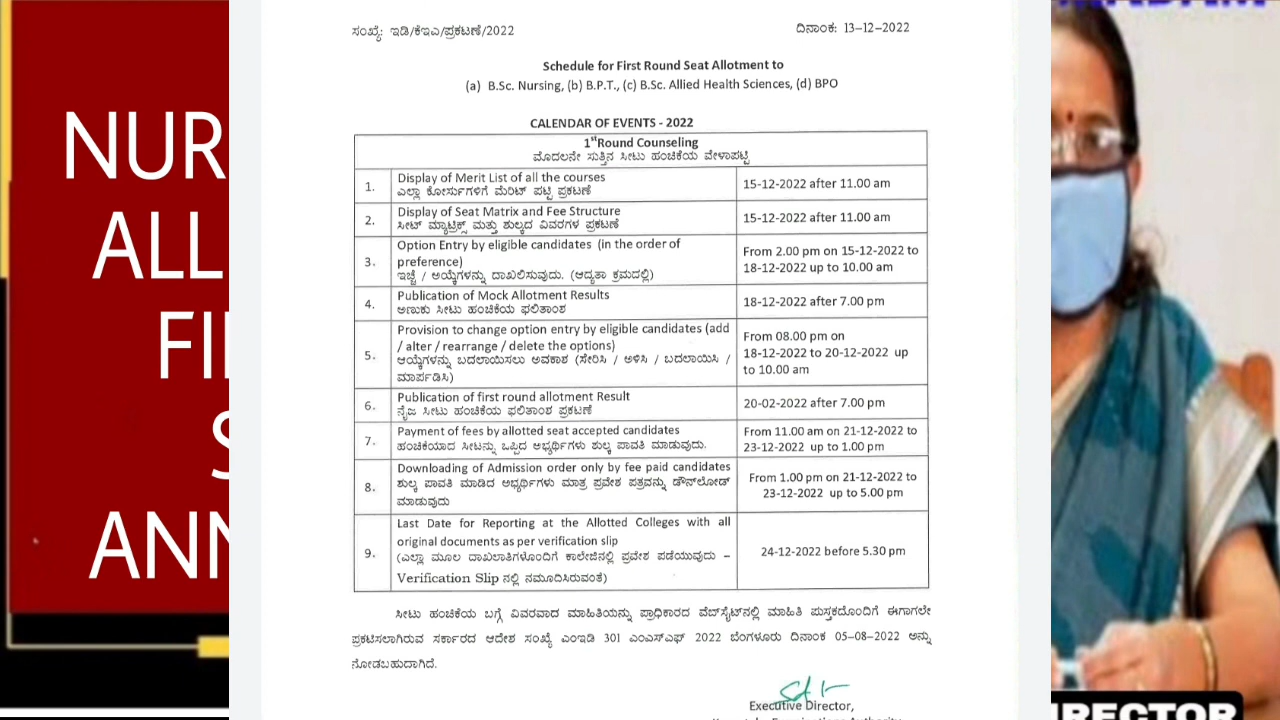 NUR
ALL
FI
ANN
ಸಂಖ್ಯೆ: ಇಡಿ/ಕೆಇಎ/ಪ್ರಕಟಣೆ/2022
ದಿನಾಂಕ: 13–12–2022
Schedule for First Round Seat Allotment to
(a) B.Sc. Nursing, (b) B.P.T., (c) B.Sc. Allied Health Sciences, (d) BPO
CALENDAR OF EVENTS - 2022
1st Round Counseling
ಮೊದಲನೇ ಸುತ್ತಿನ ಸೀಟು ಹಂಚಿಕೆಯ ವೇಳಾಪಟ್ಟಿ
1. Display of Merit List of all the courses
ಎಲ್ಲಾ ಕೋರ್ಸುಗಳಿಗೆ ಮೆರಿಟ್ ಪಟ್ಟಿ ಪ್ರಕಟಣೆ
15-12-2022 after 11.00 am
2. Display of Seat Matrix and Fee Structure
ಸೀಟ್ ಮ್ಯಾಟ್ರಿಕ್ಸ್ ಮತ್ತು ಶುಲ್ಕದ ವಿವರಗಳ ಪ್ರಕಟಣೆ
15-12-2022 after 11.00 am
3. Option Entry by eligible candidates (in the order of
preference)
ಇಚ್ಛೆ / ಆಯ್ಕೆಗಳನ್ನು ದಾಖಲಿಸುವುದು. (ಆದ್ಯತಾ ಕ್ರಮದಲ್ಲಿ)
From 2.00 pm on 15-12-2022 to
18-12-2022 up to 10.00 am
4. Publication of Mock Allotment Results
ಅಣುಕು ಸೀಟು ಹಂಚಿಕೆಯ ಫಲಿತಾಂಶ
18-12-2022 after 7.00 pm
5. Provision to change option entry by eligible candidates (add
/ alter / rearrange / delete the options)
ಆಯ್ಕೆಗಳನ್ನು ಬದಲಾಯಿಸಲು ಅವಕಾಶ (ಸೇರಿಸಿ / ಅಳಿಸಿ / ಬದಲಾಯಿಸಿ /
ಮಾರ್ಪಡಿಸಿ)
From 08.00 pm on
18-12-2022 to 20-12-2022 up
to 10.00 am
6. Publication of first round allotment Result
ನೈಜ ಸೀಟು ಹಂಚಿಕೆಯ ಫಲಿತಾಂಶ ಪ್ರಕಟಣೆ
20-02-2022 after 7.00 pm
7. Payment of fees by allotted seat accepted candidates
ಹಂಚಿಕೆಯಾದ ಸೀಟನ್ನು ಒಪ್ಪಿದ ಅಭ್ಯರ್ಥಿಗಳು ಶುಲ್ಕ ಪಾವತಿ ಮಾಡುವುದು.
From 11.00 am on 21-12-2022 to
23-12-2022 up to 1.00 pm
8. Downloading of Admission order only by fee paid candidates
ಶುಲ್ಕ ಪಾವತಿ ಮಾಡಿದ ಅಭ್ಯರ್ಥಿಗಳು ಮಾತ್ರ ಪ್ರವೇಶ ಪತ್ರವನ್ನು ಡೌನ್‌ಲೋಡ್
ಮಾಡುವುದು
From 1.00 pm on 21-12-2022 to
23-12-2022 up to 5.00 pm
9. Last Date for Reporting at the Allotted Colleges with all
original documents as per verification slip
(ಎಲ್ಲಾ ಮೂಲ ದಾಖಲಾತಿಗಳೊಂದಿಗೆ ಕಾಲೇಜಿನಲ್ಲಿ ಪ್ರವೇಶ ಪಡೆಯುವುದು –
Verification Slip ನಲ್ಲಿ ನಮೂದಿಸಿರುವಂತೆ)
24-12-2022 before 5.30 pm
ಸೀಟು ಹಂಚಿಕೆಯ ಬಗ್ಗೆ ವಿವರವಾದ ಮಾಹಿತಿಯನ್ನು ಪ್ರಾಧಿಕಾರದ ವೆಬ್‌ಸೈಟ್‌ನಲ್ಲಿ ಮಾಹಿತಿ ಪುಸ್ತಕದೊಂದಿಗೆ ಈಗಾಗಲೇ
ಪ್ರಕಟಿಸಲಾಗಿರುವ ಸರ್ಕಾರದ ಆದೇಶ ಸಂಖ್ಯೆ ಎಂಇಡಿ 301 ಎಂಎಸ್ಎಫ್ 2022 ಬೆಂಗಳೂರು ದಿನಾಂಕ 05–08–2022 ಅನ್ನು
ನೋಡಬಹುದಾಗಿದೆ.
Executive Director,